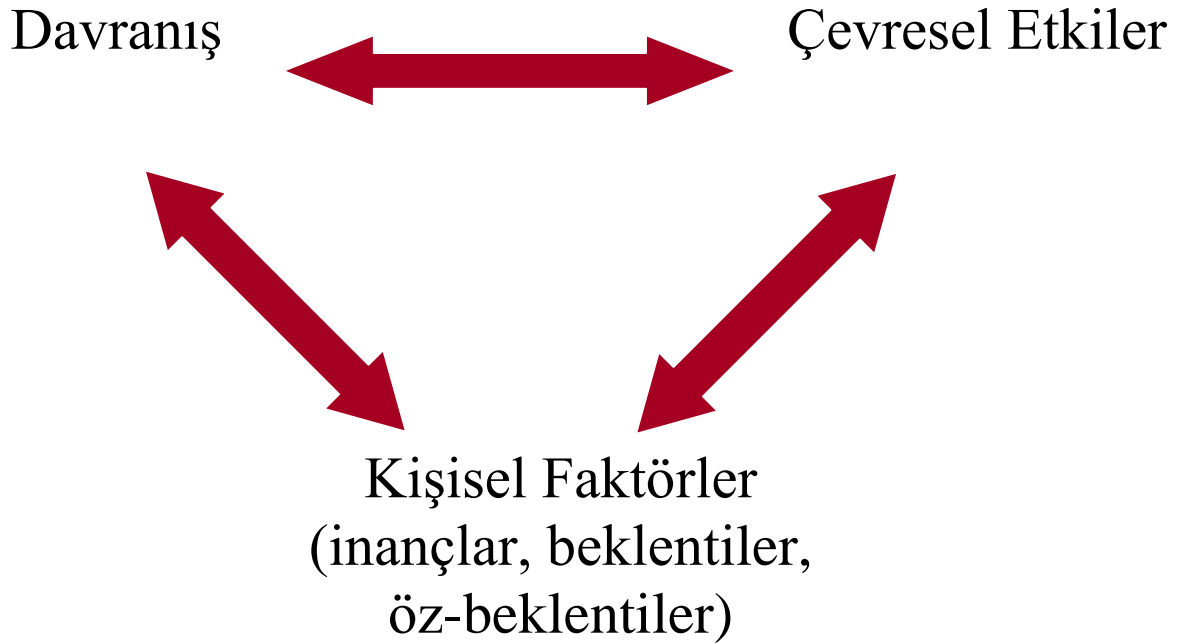 Davranış
Çevresel Etkiler
Kişisel Faktörler
(inançlar, beklentiler,
öz-beklentiler)